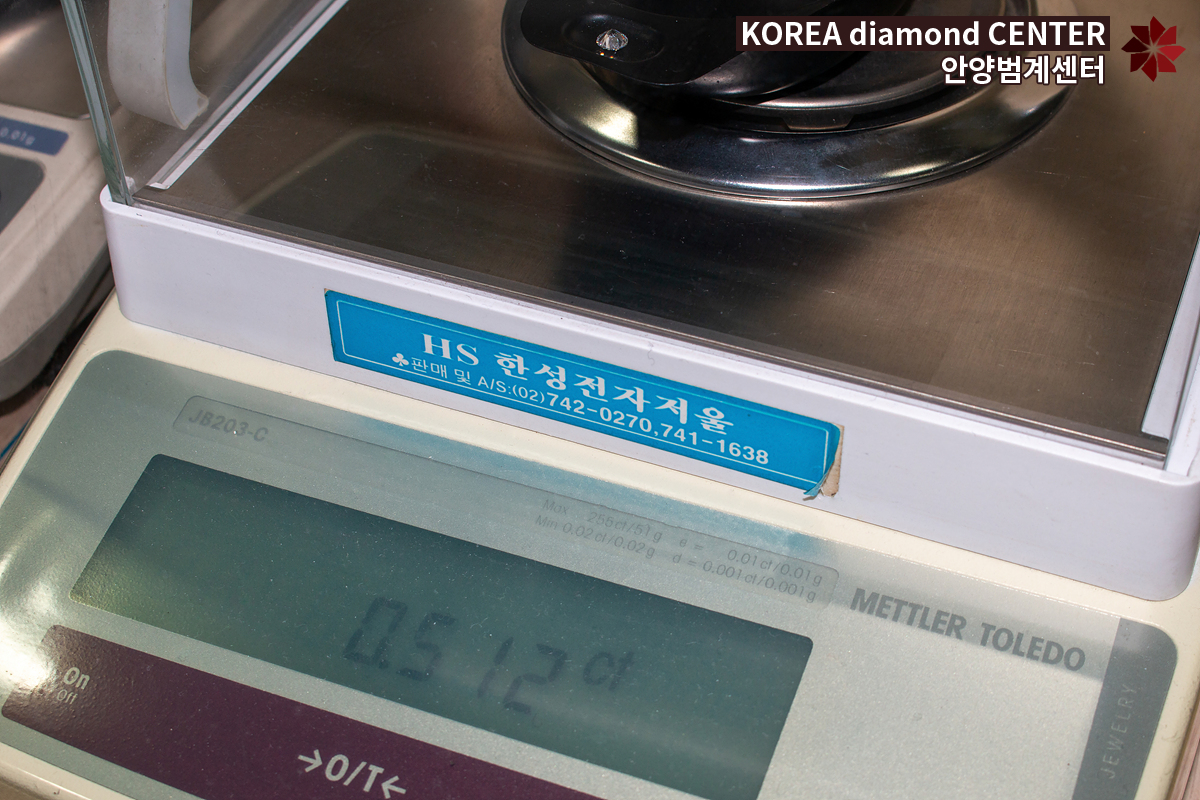 KOREA diamond CENTER
안양범계센터
0.01g
HS 한성전자저울
♣판매 및 A/S:(02)742-0270,741-1638
JB203-C
Max 255ct/51g e = 0.01ct/0.01g
Min 0.02ct/0.02g d = 0.001ct/0.001g
METTLER TOLEDO
0.512 ct
On
Off
→O/T←
JEWELRY